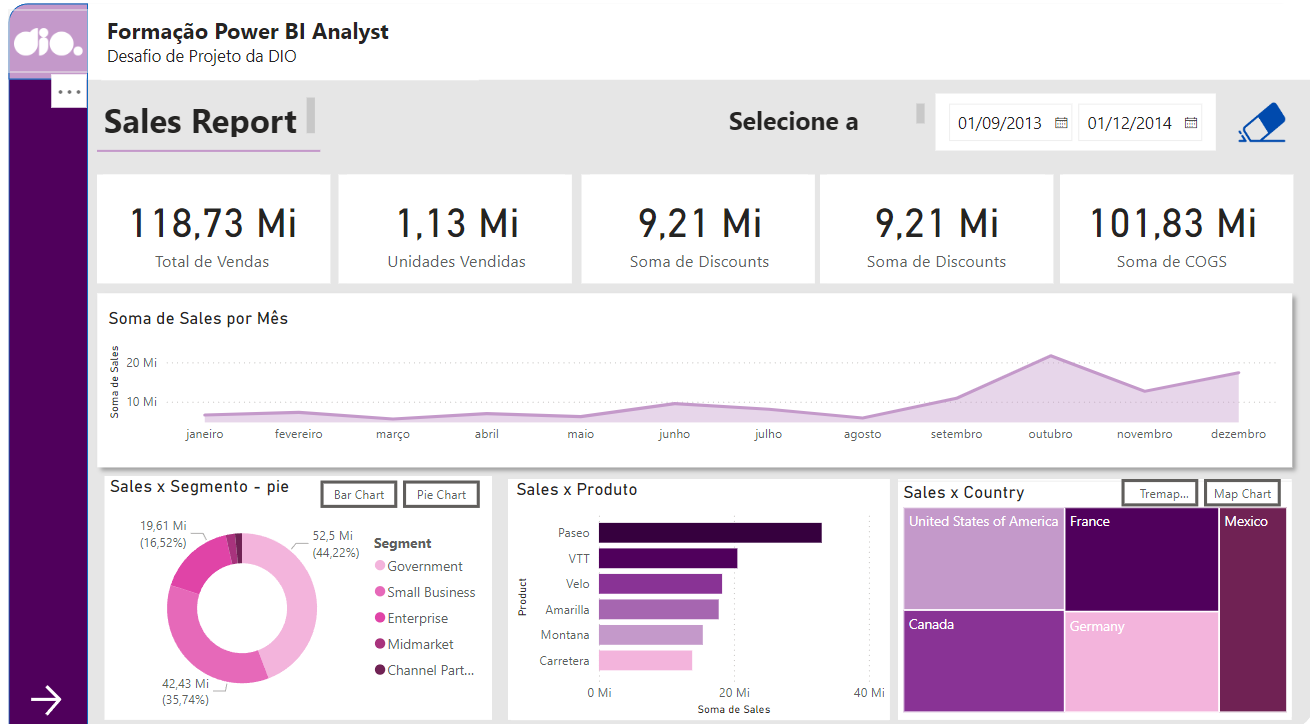 dio.
Formação Power BI Analyst
Desafio de Projeto da DIO
...
Sales Report
Selecione a
01/09/2013
01/12/2014
118,73 Mi
Total de Vendas
1,13 Mi
Unidades Vendidas
9,21 Mi
Soma de Discounts
9,21 Mi
Soma de Discounts
101,83 Mi
Soma de COGS
Soma de Sales por Mês
Soma de Sales
20 Mi
10 Mi
janeiro
fevereiro
março
abril
maio
junho
julho
agosto
setembro
outubro
novembro
dezembro
Sales x Segmento - pie
Bar Chart
Pie Chart
19,61 Mi
(16,52%)
52,5 Mi
(44,22%)
42,43 Mi
(35,74%)
Segment
Government
Small Business
Enterprise
Midmarket
Channel Part...
Sales x Produto
Product
Paseo
VTT
Velo
Amarilla
Montana
Carretera
0 Mi
20 Mi
40 Mi
Soma de Sales
Sales x Country
Tremap...
Map Chart
United States of America
France
Mexico
Canada
Germany